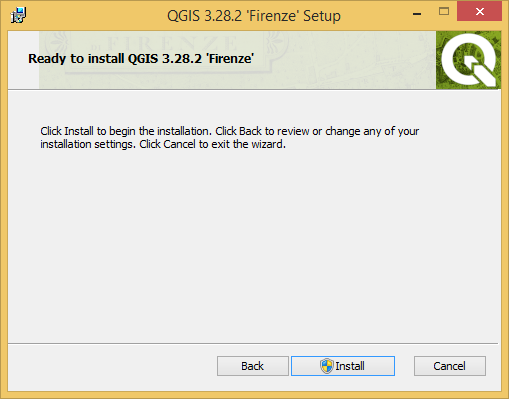 QGIS 3.28.2 'Firenze' Setup
Ready to install QGIS 3.28.2 'Firenze'
Click Install to begin the installation. Click Back to review or change any of your
installation settings. Click Cancel to exit the wizard.
Back
Install
Cancel